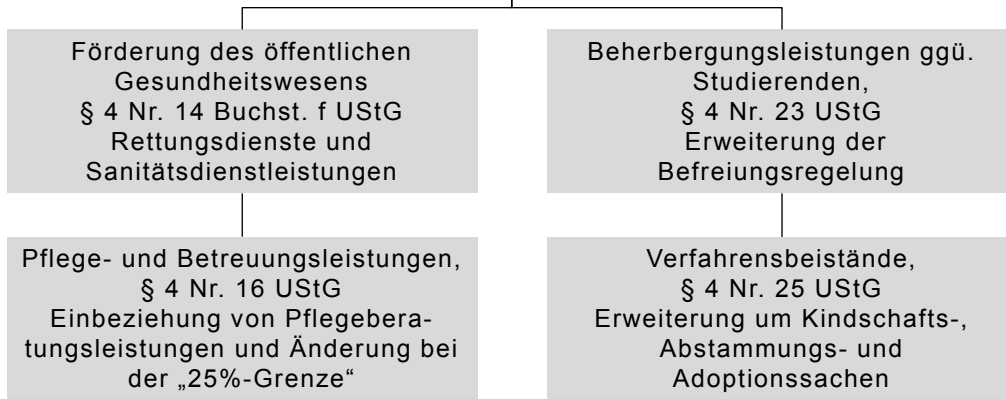 Förderung des öffentlichen
Gesundheitswesens
§ 4 Nr. 14 Buchst. f UStG
Rettungsdienste und
Sanitätsdienstleistungen
Beherbergungsleistungen ggü.
Studierenden,
§ 4 Nr. 23 UStG
Erweiterung der
Befreiungsregelung
Pflege- und Betreuungsleistungen,
§ 4 Nr. 16 UStG
Einbeziehung von Pflegebera-
tungsleistungen und Änderung bei
der „25%-Grenze“
Verfahrensbeistände,
§ 4 Nr. 25 UStG
Erweiterung um Kindschafts-,
Abstammungs- und
Adoptionssachen